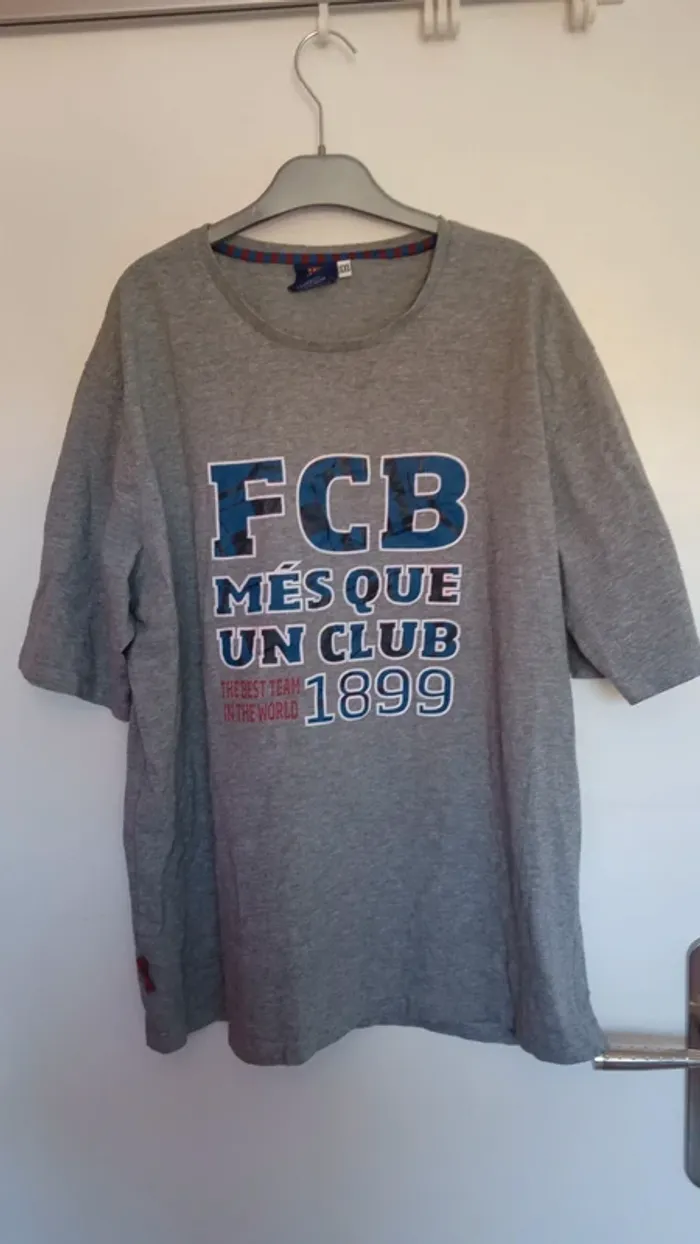 FCB
MÉS QUE
UN CLUB
THE BEST TEAM
IN THE WORLD
1899